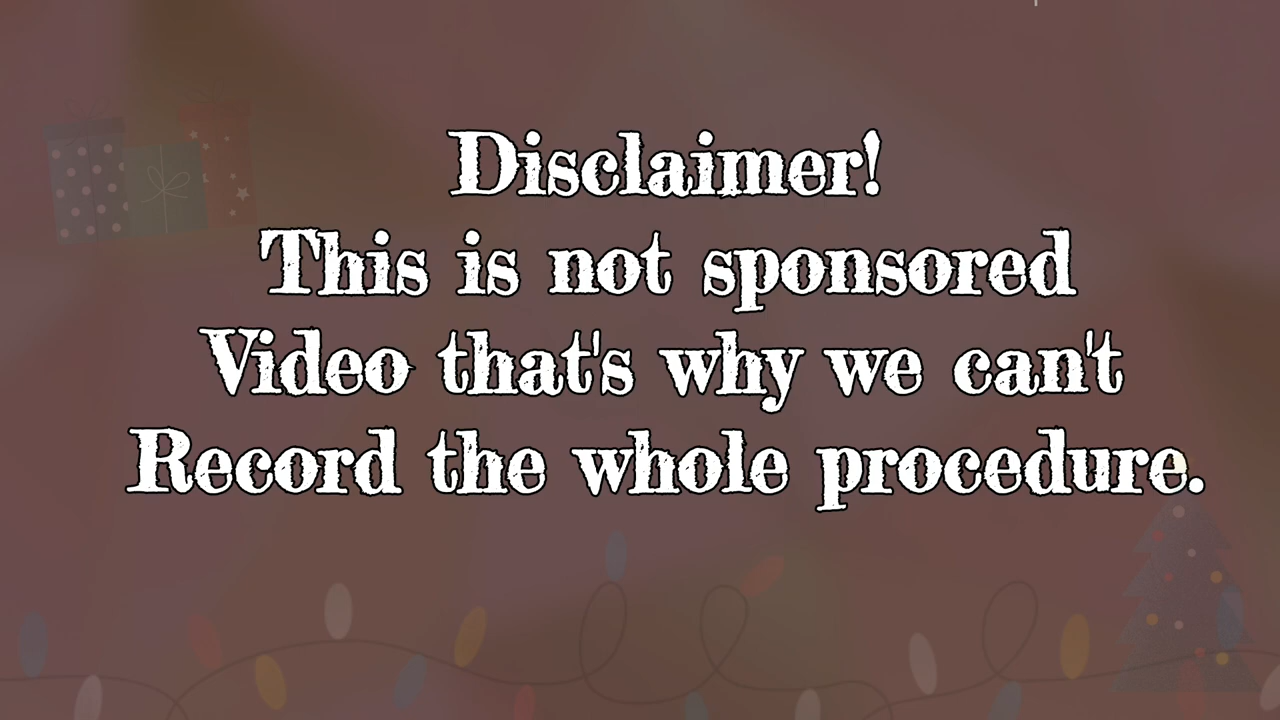 Disclaimer!
This is not sponsored
Video that's why we can't
Record the whole procedure.